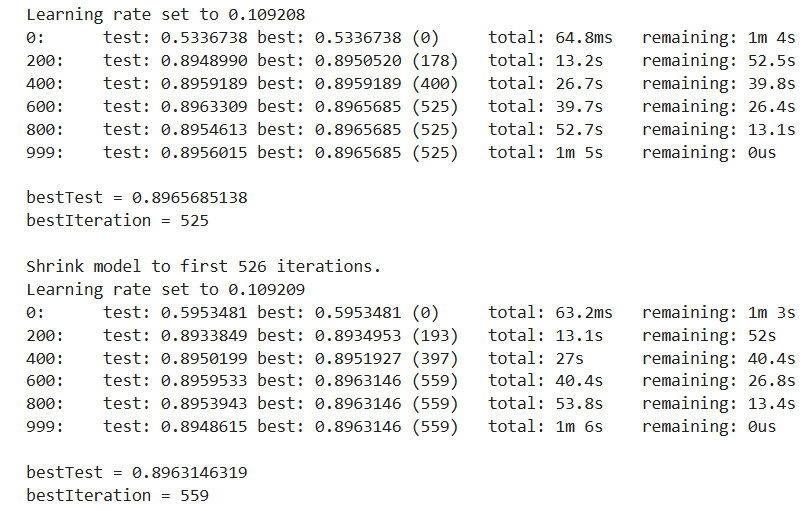 Learning rate set to 0.109208
0: test: 0.5336738 best: 0.5336738 (0) total: 64.8ms remaining: 1m 4s
200: test: 0.8948990 best: 0.8950520 (178) total: 13.2s remaining: 52.5s
400: test: 0.8959189 best: 0.8959189 (400) total: 26.7s remaining: 39.8s
600: test: 0.8963309 best: 0.8965685 (525) total: 39.7s remaining: 26.4s
800: test: 0.8954613 best: 0.8965685 (525) total: 52.7s remaining: 13.1s
999: test: 0.8956015 best: 0.8965685 (525) total: 1m 5s remaining: 0us
bestTest = 0.8965685138
bestIteration = 525
Shrink model to first 526 iterations.
Learning rate set to 0.109209
0: test: 0.5953481 best: 0.5953481 (0) total: 63.2ms remaining: 1m 3s
200: test: 0.8933849 best: 0.8934953 (193) total: 13.1s remaining: 52s
400: test: 0.8950199 best: 0.8951927 (397) total: 27s remaining: 40.4s
600: test: 0.8959533 best: 0.8963146 (559) total: 40.4s remaining: 26.8s
800: test: 0.8953943 best: 0.8963146 (559) total: 53.8s remaining: 13.4s
999: test: 0.8948615 best: 0.8963146 (559) total: 1m 6s remaining: 0us
bestTest = 0.8963146319
bestIteration = 559